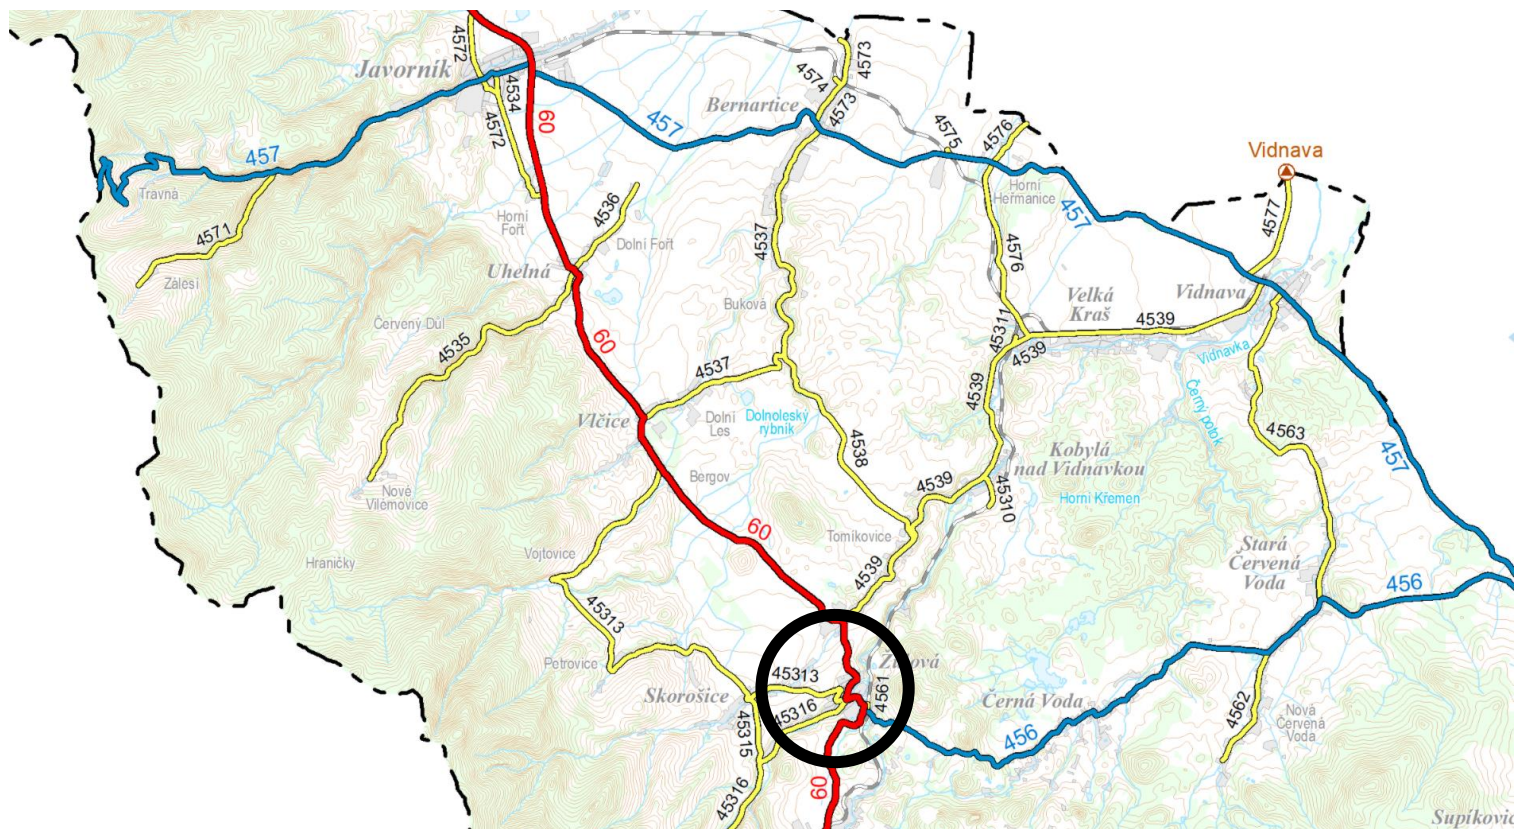 4572
Javorník
4534
4572
60
457
4573
4574
Bernartice
4573
457
4575
4576
Vidnava
457
Travná
Horní
Heřmanice
4571
Zálesí
Horní
Fořt
4536
Dolní Fořt
4537
4576
457
4577
Uhelná
Buková
Velká
Kraš
Vidnava
Červený Důl
4535
60
45311
4539
4539
Vidnavka
4537
4539
Černý potok
Vlčice
Dolní
Les
Dolnoleský
rybník
4538
4563
457
Kobylá
nad Vidnavkou
Bergov
4539
45310
Horní Křemen
Nové
Vilémovice
60
Tomíkovice
Hraničky
Vojtovice
4539
Stará
Červená
Voda
456
45313
Petrovice
45313
4561
Skorošice
Černá Voda
45316
45315
4562
Nová
Červená
Voda
456
60
45316